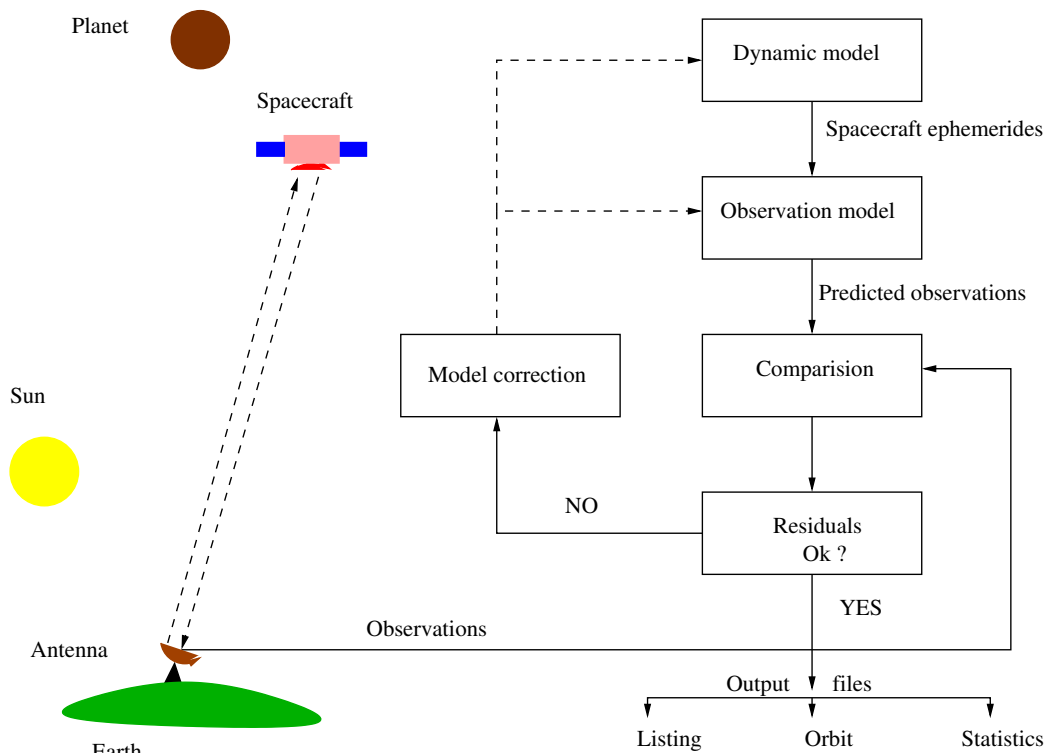 Planet
Spacecraft
Sun
Antenna
Earth
Dynamic model
Spacecraft ephemerides
Observation model
Predicted observations
Model correction
Comparision
NO
Residuals
Ok ?
YES
Observations
Output files
Listing
Orbit
Statistics